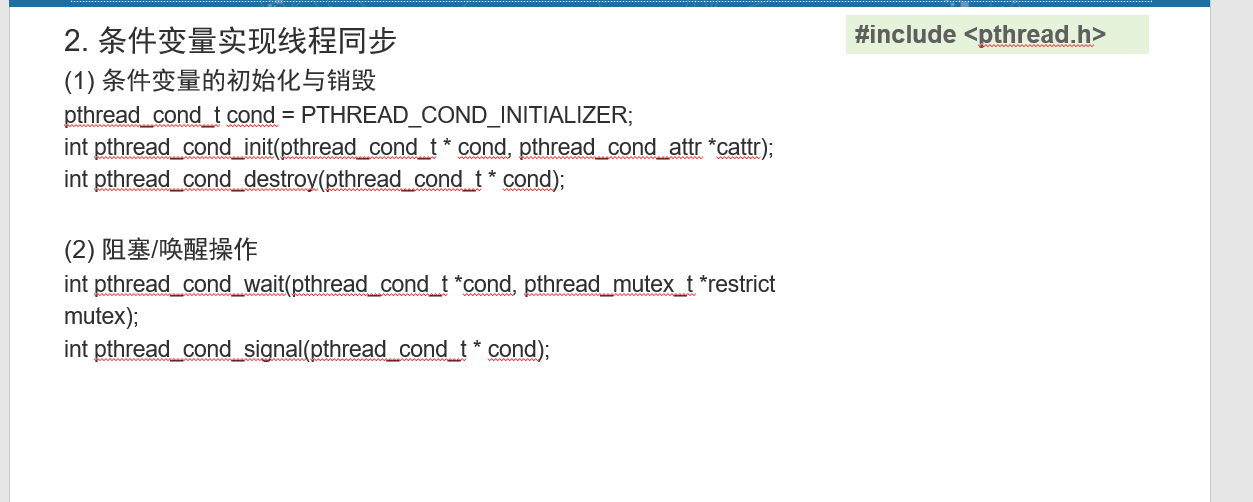 2. 条件变量实现线程同步
#include <pthread.h>
(1) 条件变量的初始化与销毁
pthread_cond_t cond = PTHREAD_COND_INITIALIZER;
int pthread_cond_init(pthread_cond_t * cond, pthread_cond_attr *cattr);
int pthread_cond_destroy(pthread_cond_t * cond);
(2) 阻塞/唤醒操作
int pthread_cond_wait(pthread_cond_t *cond, pthread_mutex_t *restrict
mutex);
int pthread_cond_signal(pthread_cond_t * cond);